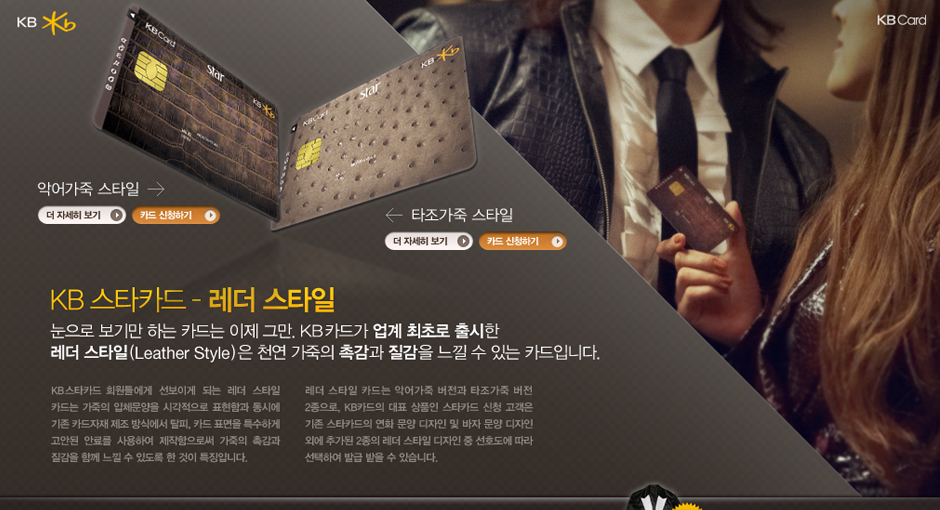 KB Kb
KB Card
KB Card
Star
KB Kb
KB Card
Star
KB Kb
악어가죽 스타일
더 자세히 보기
카드 신청하기
타조가죽 스타일
더 자세히 보기
카드 신청하기
KB 스타카드 - 레더 스타일
눈으로 보기만 하는 카드는 이제 그만. KB카드가 업계 최초로 출시한
레더 스타일(Leather Style)은 천연 가죽의 촉감과 질감을 느낄 수 있는 카드입니다.
KB스타카드 회원들에게 선보이게 되는 레더 스타일
카드는 가죽의 입체문양을 시각적으로 표현함과 동시에
기존 카드자재 제조 방식에서 탈피, 카드 표면을 특수하게
고안된 안료를 사용하여 제작함으로써 가죽의 촉감과
질감을 함께 느낄 수 있도록 한 것이 특징입니다.
레더 스타일 카드는 악어가죽 버전과 타조가죽 버전
2종으로, KB카드의 대표 상품인 스타카드 신청 고객은
기존 스타카드의 연화 문양 디자인 및 바자 문양 디자인
외에 추가된 2종의 레더 스타일 디자인 중 선호도에 따라
선택하여 발급 받을 수 있습니다.